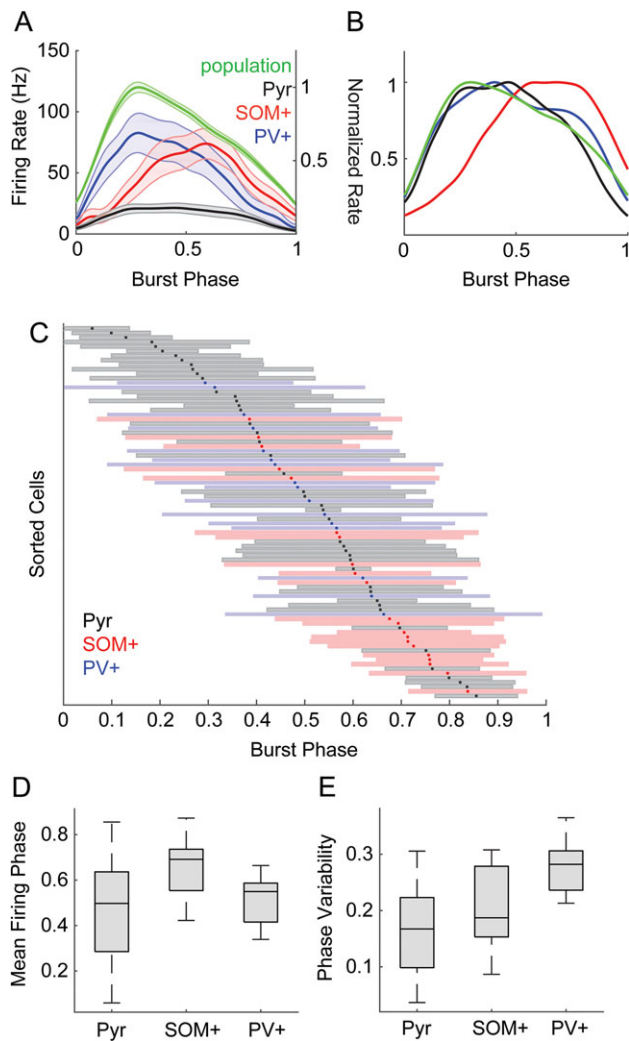 A
150
100
50
0
Firing Rate (Hz)
population
Pyr
SOM+
PV+
1
0.5
0 0.5 1
Burst Phase
B
1
0.5
Normalized Rate
0 0.5 1
Burst Phase
C
Sorted Cells
Pyr
SOM+
PV+
0 0.1 0.2 0.3 0.4 0.5 0.6 0.7 0.8 0.9 1
Burst Phase
D
0.8
0.6
0.4
0.2
Mean Firing Phase
Pyr SOM+ PV+
E
0.3
0.2
0.1
Phase Variability
Pyr SOM+ PV+